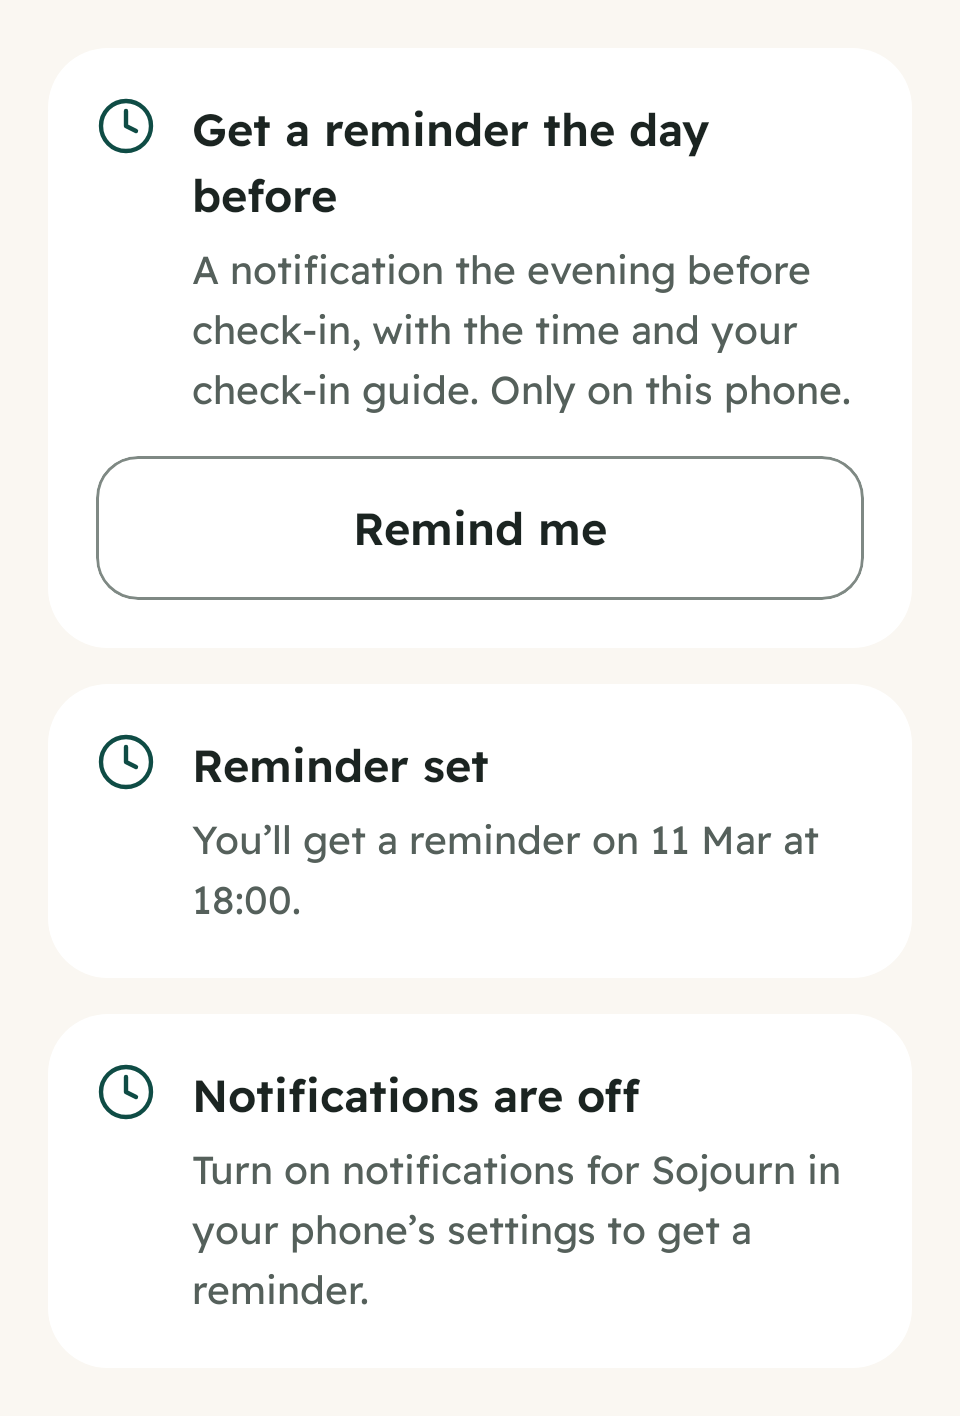 Get a reminder the day
before
A notification the evening before
check-in, with the time and your
check-in guide. Only on this phone.
Remind me
Reminder set
You’ll get a reminder on 11 Mar at
18:00.
Notifications are off
Turn on notifications for Sojourn in
your phone’s settings to get a
reminder.